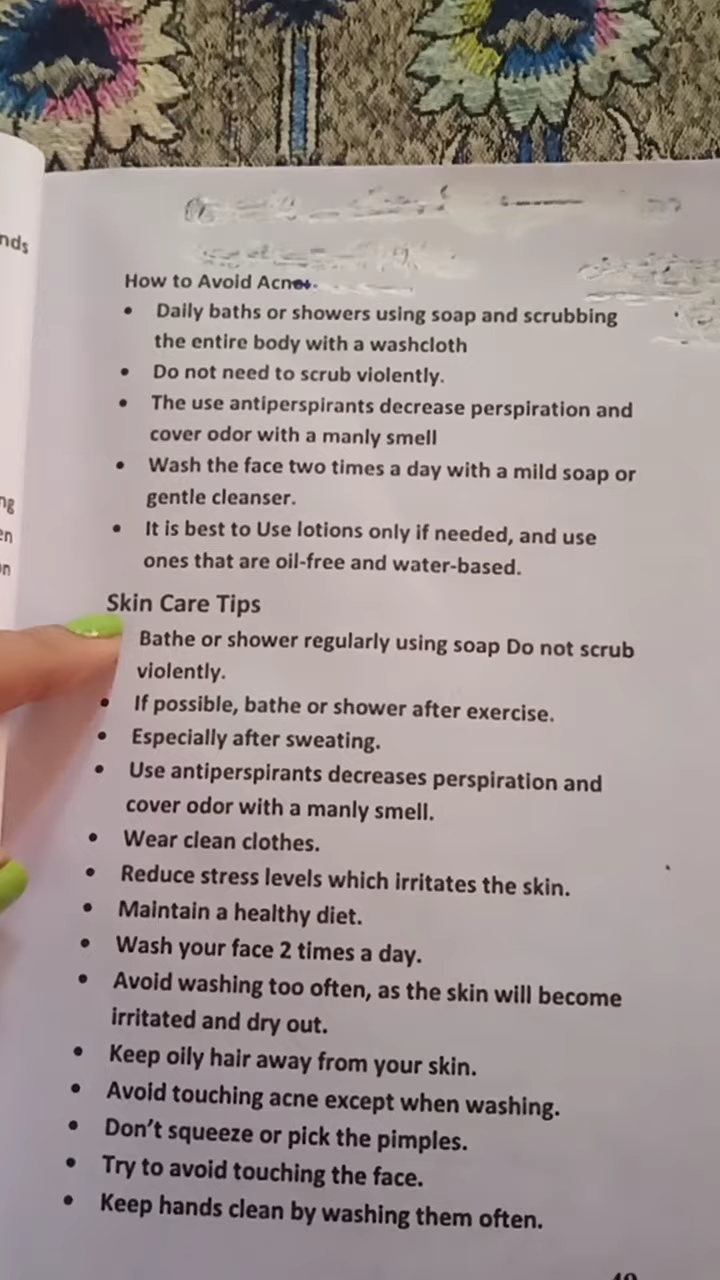 nds
ng
en
How to Avoid Acne.
• Daily baths or showers using soap and scrubbing
the entire body with a washcloth
• Do not need to scrub violently.
• The use antiperspirants decrease perspiration and
cover odor with a manly smell
• Wash the face two times a day with a mild soap or
gentle cleanser.
• It is best to Use lotions only if needed, and use
ones that are oil-free and water-based.
Skin Care Tips
Bathe or shower regularly using soap Do not scrub
violently.
• If possible, bathe or shower after exercise.
• Especially after sweating.
• Use antiperspirants decreases perspiration and
cover odor with a manly smell.
• Wear clean clothes.
• Reduce stress levels which irritates the skin.
• Maintain a healthy diet.
• Wash your face 2 times a day.
• Avoid washing too often, as the skin will become
irritated and dry out.
• Keep oily hair away from your skin.
• Avoid touching acne except when washing.
• Don't squeeze or pick the pimples.
• Try to avoid touching the face.
• Keep hands clean by washing them often.